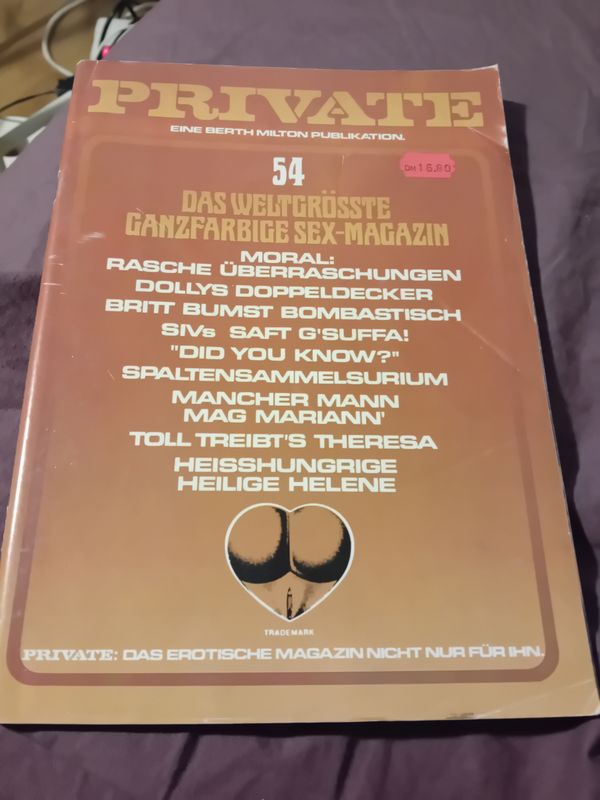 PRIVATE
EINE BERTH MILTON PUBLIKATION.
54
DM 16.80
DAS WELTGRÖSSTE
GANZFARBIGE SEX-MAGAZIN
MORAL:
RASCHE ÜBERRASCHUNGEN
DOLLYS DOPPELDECKER
BRITT BUMST BOMBASTISCH
SIVs SAFT G'SUFFA!
"DID YOU KNOW?"
SPALTENSAMMELSURIUM
MANCHER MANN
MAG MARIANN'
TOLL TREIBT'S THERESA
HEISSHUNGRIGE
HEILIGE HELENE
TRADEMARK
PRIVATE: DAS EROTISCHE MAGAZIN NICHT NUR FÜR IHN.